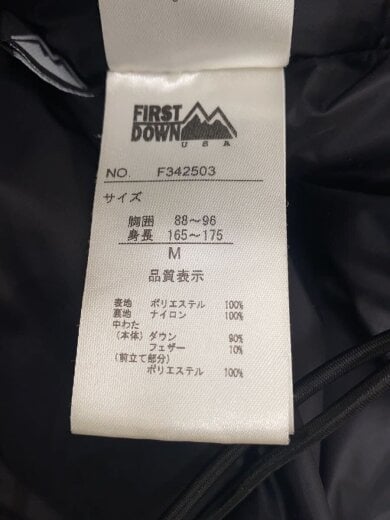 FIRST
DOWN
USA
NO. F342503
サイズ
胸囲 88～96
身長 165～175
M
品質表示
表地 ポリエステル 100%
裏地 ナイロン 100%
中わた
(本体) ダウン 90%
フェザー 10%
(前立て部分)
ポリエステル 100%